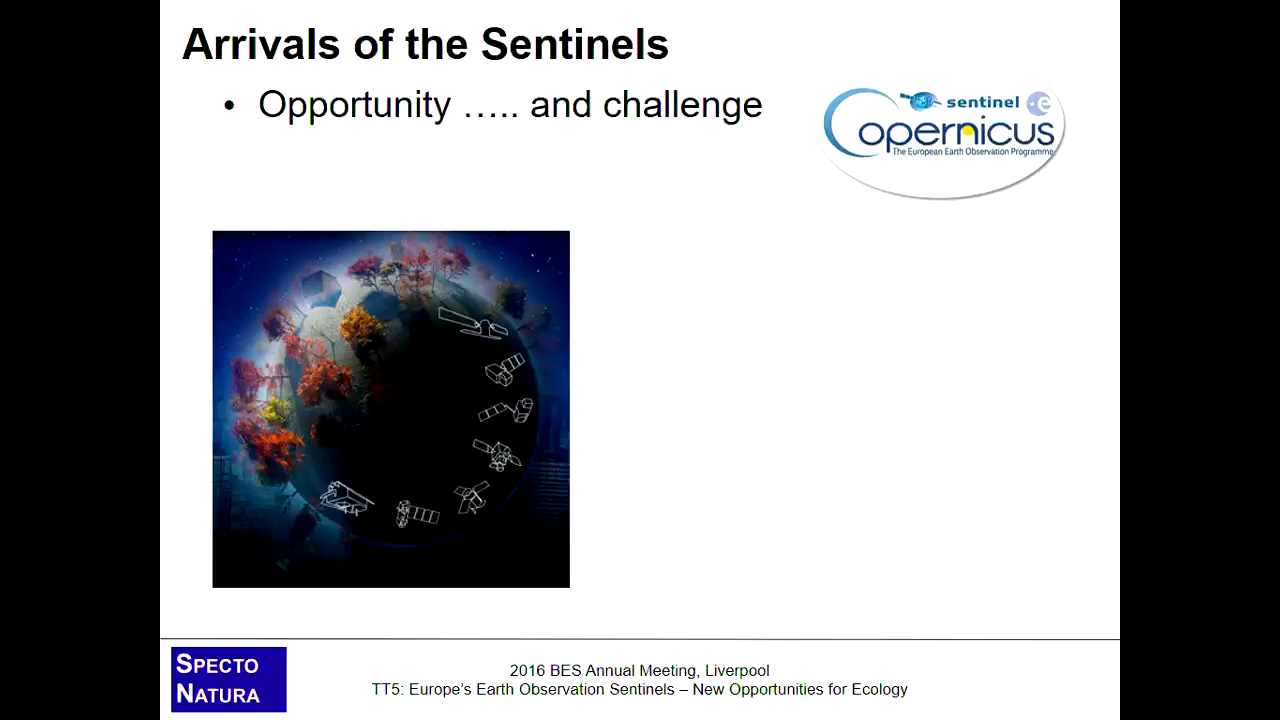 Arrivals of the Sentinels
• Opportunity ….. and challenge
sentinel
Copernicus
The European Earth Observation Programme
SPECTO
NATURA
2016 BES Annual Meeting, Liverpool
TT5: Europe's Earth Observation Sentinels – New Opportunities for Ecology